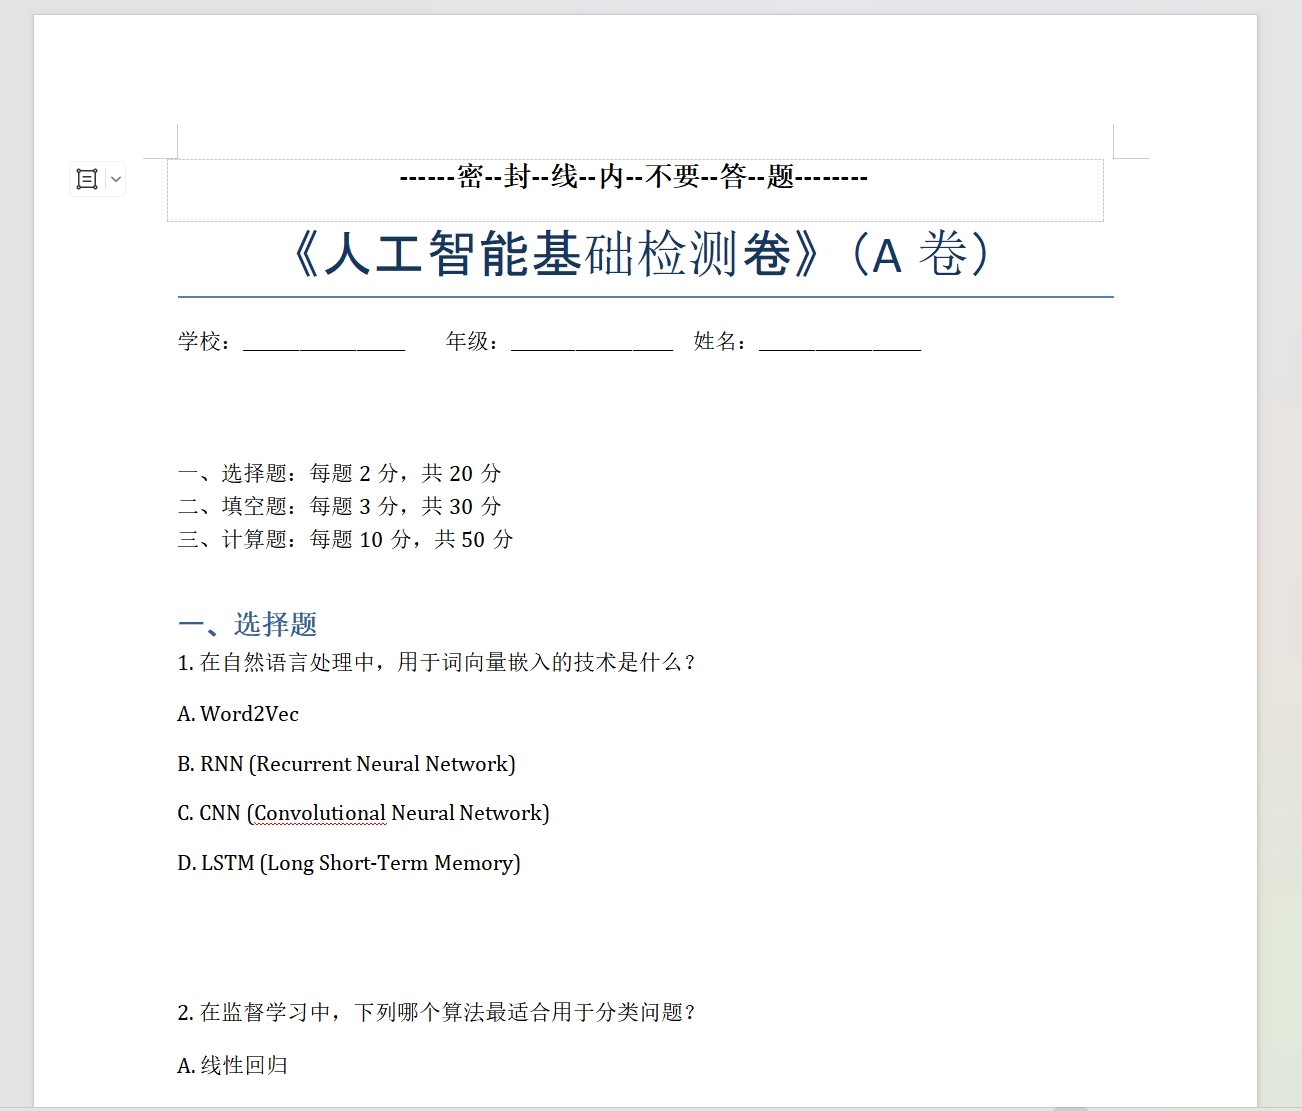 ------密--封--线--内--不要--答--题--------
《人工智能基础检测卷》（A 卷）
学校：_______________ 年级：_______________ 姓名：_______________
一、选择题：每题 2 分，共 20 分
二、填空题：每题 3 分，共 30 分
三、计算题：每题 10 分，共 50 分
一、选择题
1. 在自然语言处理中，用于词向量嵌入的技术是什么？
A. Word2Vec
B. RNN (Recurrent Neural Network)
C. CNN (Convolutional Neural Network)
D. LSTM (Long Short-Term Memory)
2. 在监督学习中，下列哪个算法最适合用于分类问题？
A. 线性回归